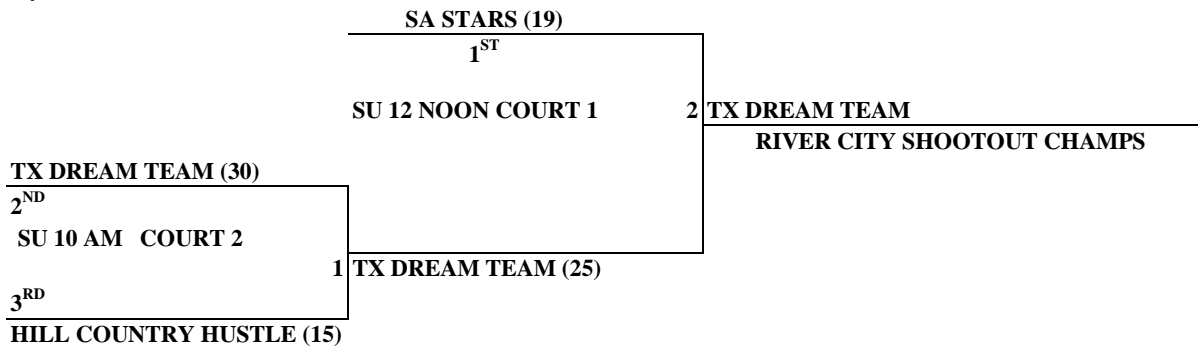 SA STARS (19)
1ST
SU 12 NOON COURT 1
2 TX DREAM TEAM
RIVER CITY SHOOTOUT CHAMPS
TX DREAM TEAM (30)
2ND
SU 10 AM COURT 2
1 TX DREAM TEAM (25)
3RD
HILL COUNTRY HUSTLE (15)